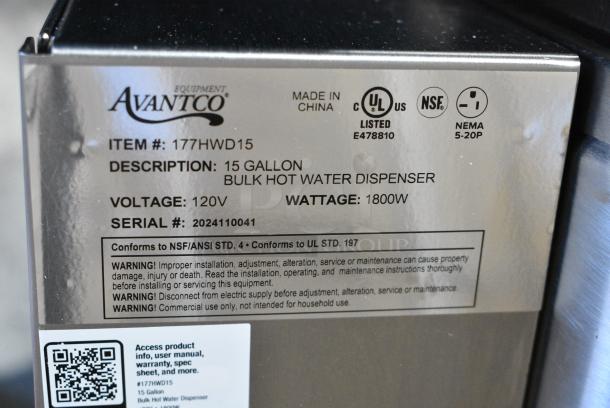 EQUIPMENT
AVANTCO®
MADE IN
CHINA
C UL US
LISTED
E478810
NSF®
NEMA
5-20P
ITEM #: 177HWD15
DESCRIPTION: 15 GALLON
BULK HOT WATER DISPENSER
VOLTAGE: 120V WATTAGE: 1800W
SERIAL #: 2024110041
Conforms to NSF/ANSI STD. 4 • Conforms to UL STD. 197
WARNING! Improper installation, adjustment, alteration, service or maintenance can cause property
damage, injury or death. Read the installation, operating, and maintenance instructions thoroughly
before installing or servicing this equipment.
WARNING! Disconnect from electric supply before adjustment, alteration, service or maintenance.
WARNING! Commercial use only, not intended for household use.
Access product
info, user manual,
warranty, spec
sheet, and more.
#177HWD15
15 Gallon
Bulk Hot Water Dispenser